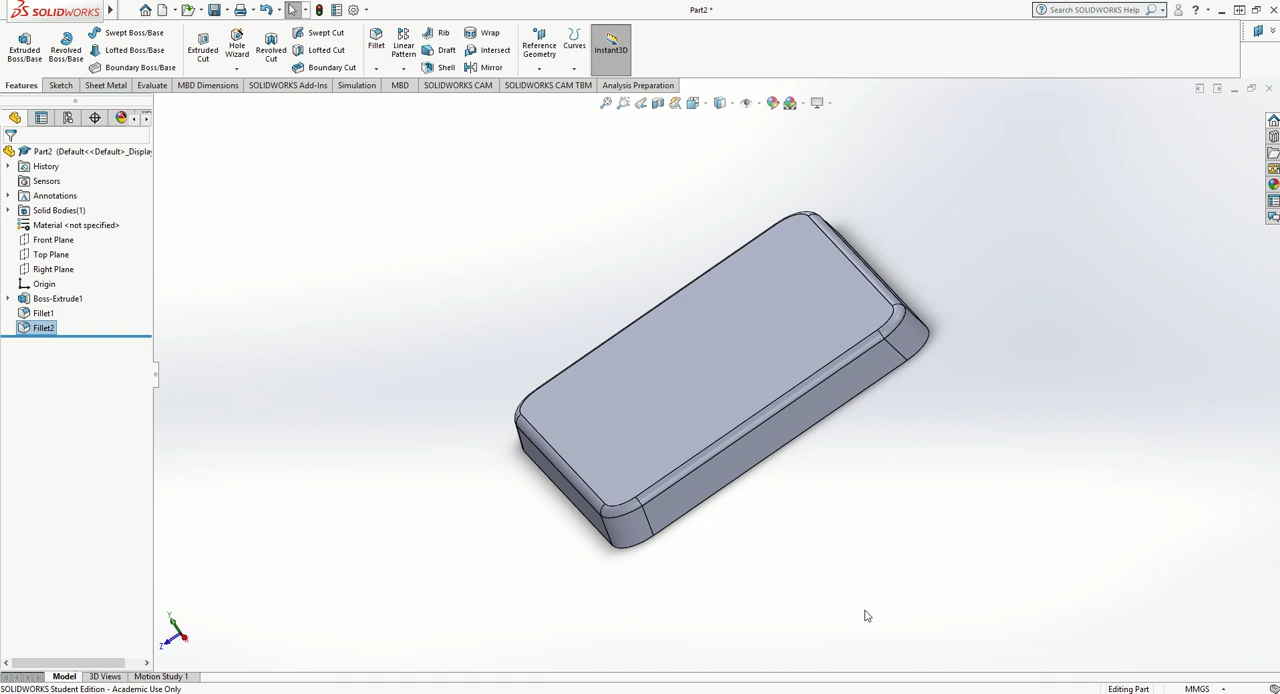 SOLIDWORKS
Part2 *
Search SOLIDWORKS Help
Extruded Boss/Base
Revolved Boss/Base
Swept Boss/Base
Lofted Boss/Base
Boundary Boss/Base
Extruded Cut
Hole Wizard
Revolved Cut
Swept Cut
Lofted Cut
Boundary Cut
Fillet
Linear Pattern
Rib
Draft
Shell
Wrap
Intersect
Mirror
Reference Geometry
Curves
Instant3D
Features Sketch Sheet Metal Evaluate MBD Dimensions SOLIDWORKS Add-Ins Simulation MBD SOLIDWORKS CAM SOLIDWORKS CAM TBM Analysis Preparation
Part2 (Default<<Default>_Display
History
Sensors
Annotations
Solid Bodies(1)
Material <not specified>
Front Plane
Top Plane
Right Plane
Origin
Boss-Extrude1
Fillet1
Fillet2
Y
Z
Model 3D Views Motion Study 1
SOLIDWORKS Student Edition - Academic Use Only Editing Part MMGS